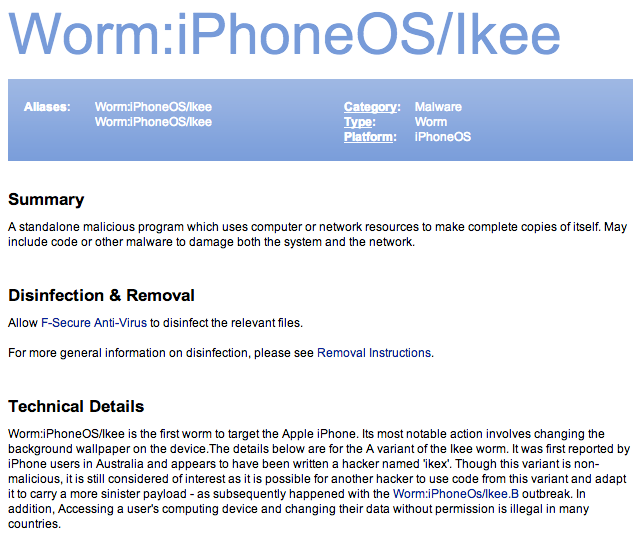 Worm:iPhoneOS/Ikee
Aliases: Worm:iPhoneOS/Ikee Category: Malware
Worm:iPhoneOS/Ikee Type: Worm
Platform: iPhoneOS
Summary
A standalone malicious program which uses computer or network resources to make complete copies of itself. May
include code or other malware to damage both the system and the network.
Disinfection & Removal
Allow F-Secure Anti-Virus to disinfect the relevant files.
For more general information on disinfection, please see Removal Instructions.
Technical Details
Worm:iPhoneOS/Ikee is the first worm to target the Apple iPhone. Its most notable action involves changing the
background wallpaper on the device.The details below are for the A variant of the Ikee worm. It was first reported by
iPhone users in Australia and appears to have been written a hacker named 'ikex'. Though this variant is non-
malicious, it is still considered of interest as it is possible for another hacker to use code from this variant and adapt
it to carry a more sinister payload - as subsequently happened with the Worm:iPhoneOs/Ikee.B outbreak. In
addition, Accessing a user's computing device and changing their data without permission is illegal in many
countries.